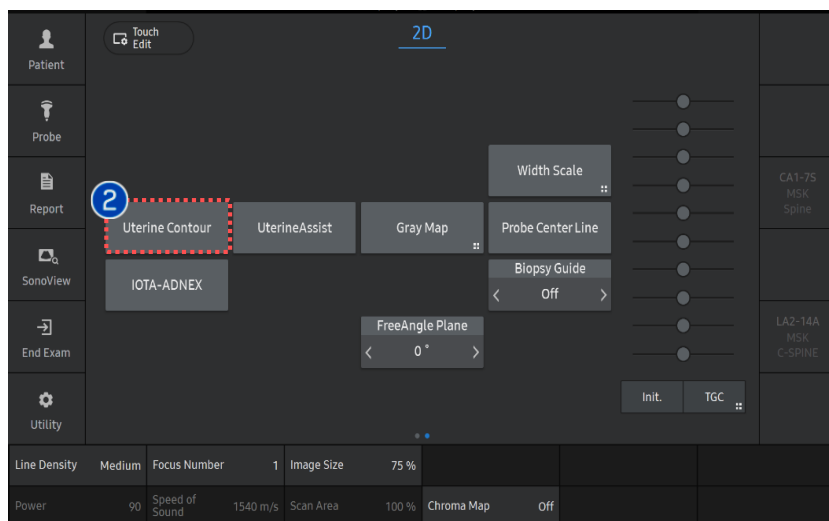 Patient
Touch
Edit
2D
Probe
Width Scale
CA1-7S
MSK
Spine
Report
2
Uterine Contour
UterineAssist
Gray Map
Probe Center Line
SonoView
IOTA-ADNEX
Biopsy Guide
< Off >
End Exam
FreeAngle Plane
< 0 ° >
LA2-14A
MSK
C-SPINE
Utility
Init.
TGC
Line Density Medium
Focus Number 1
Image Size 75 %
Power 90
Speed of
Sound 1540 m/s
Scan Area 100 %
Chroma Map Off